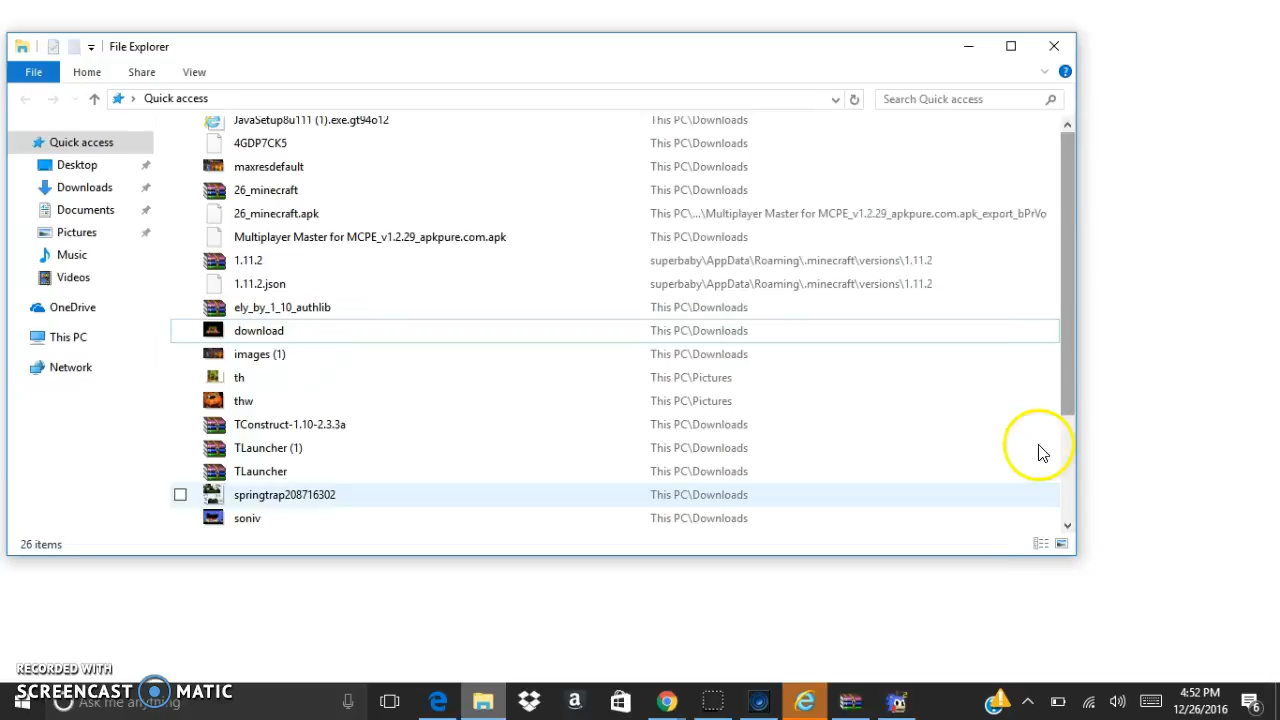 File Explorer
File Home Share View
Quick access Search Quick access
Quick access
Desktop
Downloads
Documents
Pictures
Music
Videos
OneDrive
This PC
Network
JavaSetup8u111 (1).exe.gt94o12 This PC\Downloads
4GDP7CK5 This PC\Downloads
maxresdefault This PC\Downloads
26_minecraft This PC\Downloads
26_minecraft.apk This PC\...\Multiplayer Master for MCPE_v1.2.29_apkpure.com.apk_export_bPrVo
Multiplayer Master for MCPE_v1.2.29_apkpure.com.apk This PC\Downloads
1.11.2 superbaby\AppData\Roaming\.minecraft\versions\1.11.2
1.11.2.json superbaby\AppData\Roaming\.minecraft\versions\1.11.2
ely_by_1_10_authlib This PC\Downloads
download This PC\Downloads
images (1) This PC\Downloads
th This PC\Pictures
thw This PC\Pictures
TConstruct-1.10-2.3.3a This PC\Downloads
TLauncher (1) This PC\Downloads
TLauncher This PC\Downloads
springtrap208716302 This PC\Downloads
soniv This PC\Downloads
26 items
RECORDED WITH
SCREENCAST MATIC
Ask me anything
4:52 PM
12/26/2016
6